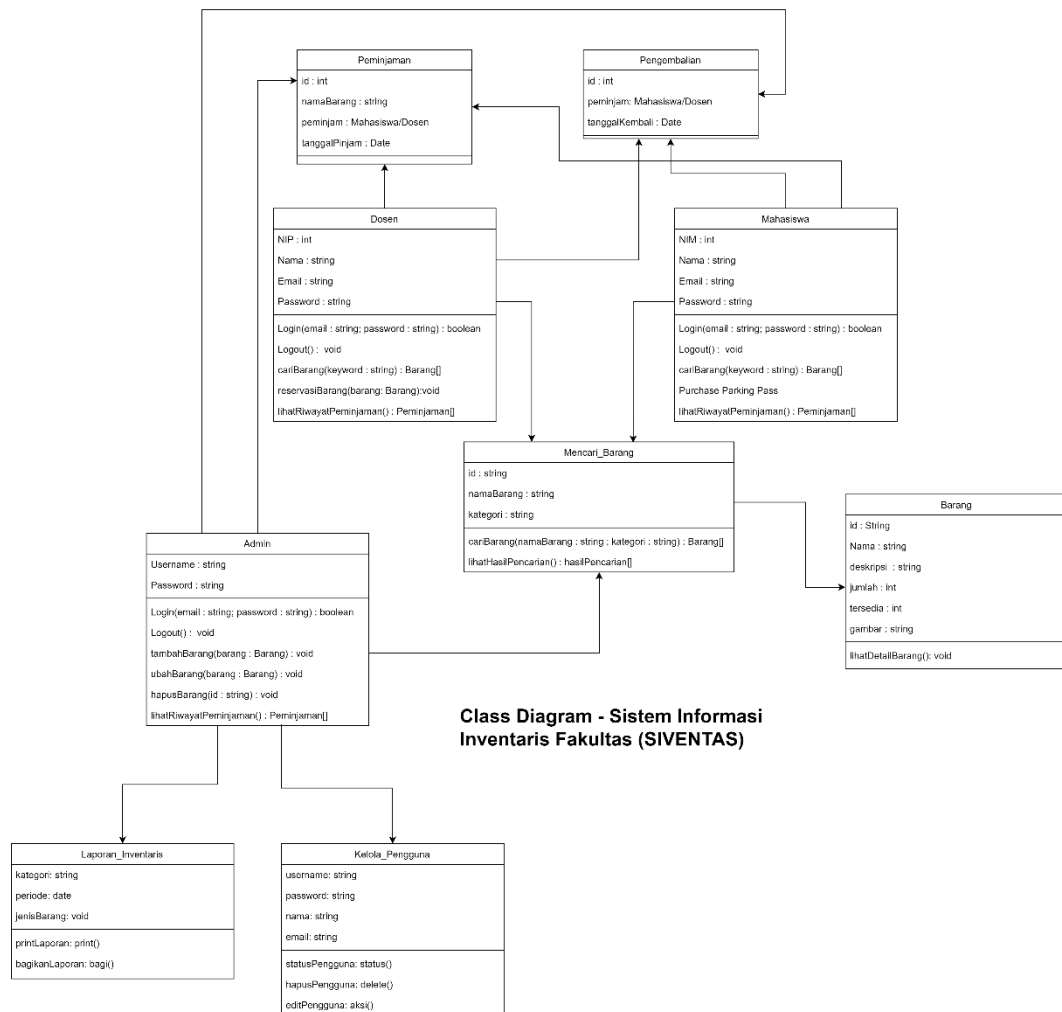 Peminjaman
id : int
namaBarang : string
peminjam : Mahasiswa/Dosen
tanggalPinjam : Date
Pengembalian
id : int
peminjam: Mahasiswa/Dosen
tanggalKembali : Date
Dosen
NIP : int
Nama : string
Email : string
Password : string
Login(email : string; password : string) : boolean
Logout() : void
cariBarang(keyword : string) : Barang[]
reservasiBarang(barang: Barang):void
lihatRiwayatPeminjaman() : Peminjaman[]
Mahasiswa
NIM : int
Nama : string
Email : string
Password : string
Login(email : string; password : string) : boolean
Logout() : void
cariBarang(keyword : string) : Barang[]
Purchase Parking Pass
lihatRiwayatPeminjaman() : Peminjaman[]
Mencari_Barang
id : string
namaBarang : string
kategori : string
cariBarang(namaBarang : string ; kategori : string) : Barang[]
lihatHasilPencarian() : hasilPencarian[]
Barang
id : String
Nama : string
deskripsi : string
jumlah : int
tersedia : int
gambar : string
lihatDetailBarang(): void
Admin
Username : string
Password : string
Login(email : string; password : string) : boolean
Logout() : void
tambahBarang(barang : Barang) : void
ubahBarang(barang : Barang) : void
hapusBarang(id : string) : void
lihatRiwayatPeminjaman() : Peminjaman[]
Class Diagram - Sistem Informasi
Inventaris Fakultas (SIVENTAS)
Laporan_Inventaris
kategori: string
periode: date
jenisBarang: void
printLaporan: print()
bagikanLaporan: bagi()
Kelola_Pengguna
username: string
password: string
nama: string
email: string
statusPengguna: status()
hapusPengguna: delete()
editPengguna: aksi()